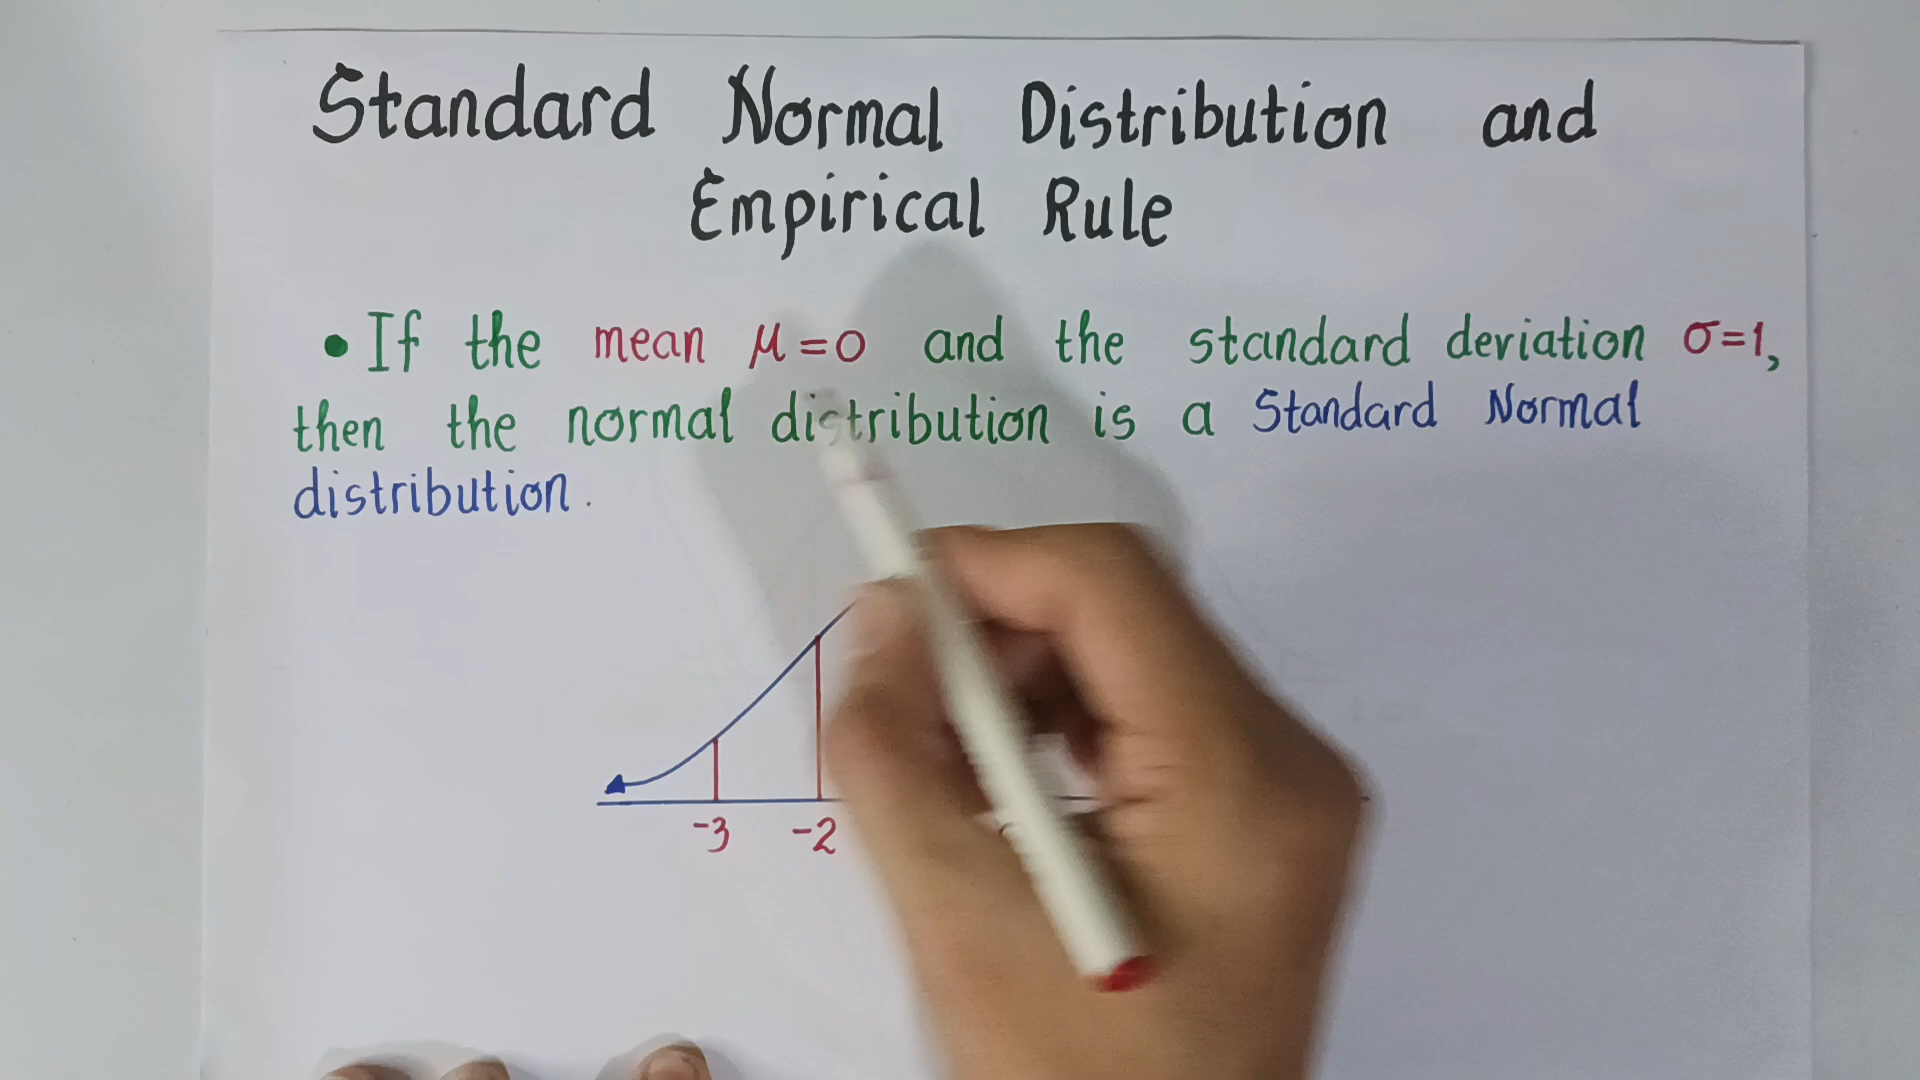 Standard Normal Distribution and
Empirical Rule
• If the mean μ=0 and the standard deviation σ=1,
then the normal distribution is a Standard Normal
distribution.
-3 -2